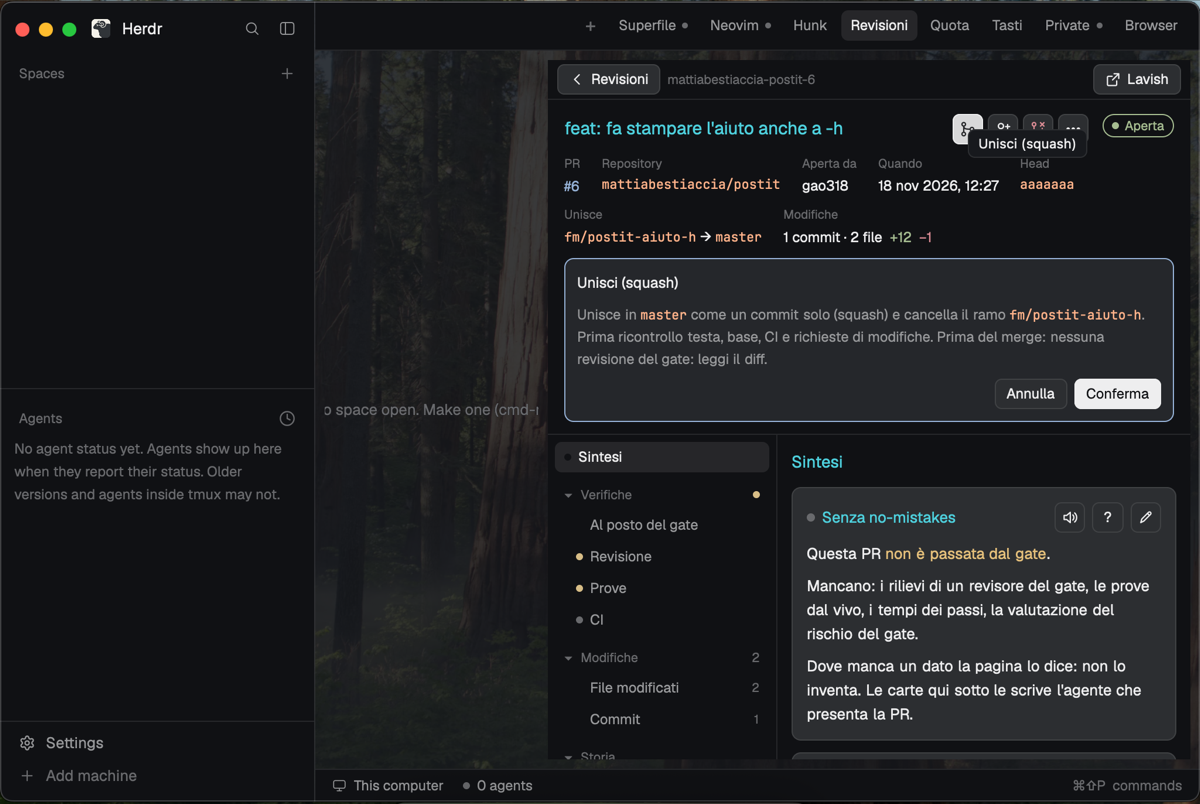 Herdr
Superfile
Neovim
Hunk
Revisioni
Quota
Tasti
Private
Browser
Spaces
Revisioni
mattiabestiaccia-postit-6
Lavish
feat: fa stampare l'aiuto anche a -h
Aperta
Unisci (squash)
PR
Repository
Aperta da
Quando
Head
#6
mattiabestiaccia/postit
gao318
18 nov 2026, 12:27
aaaaaaa
Unisce
Modifiche
fm/postit-aiuto-h → master
1 commit · 2 file +12 −1
Unisci (squash)
Unisce in master come un commit solo (squash) e cancella il ramo fm/postit-aiuto-h.
Prima ricontrollo testa, base, CI e richieste di modifiche. Prima del merge: nessuna
revisione del gate: leggi il diff.
Annulla
Conferma
o space open. Make one (cmd-n
Agents
No agent status yet. Agents show up here
when they report their status. Older
versions and agents inside tmux may not.
Sintesi
Verifiche
Al posto del gate
Revisione
Prove
CI
Modifiche 2
File modificati 2
Commit 1
Storia
Sintesi
Senza no-mistakes
?
Questa PR non è passata dal gate.
Mancano: i rilievi di un revisore del gate, le prove
dal vivo, i tempi dei passi, la valutazione del
rischio del gate.
Dove manca un dato la pagina lo dice: non lo
inventa. Le carte qui sotto le scrive l'agente che
presenta la PR.
Settings
Add machine
This computer
0 agents
⌘⇧P commands